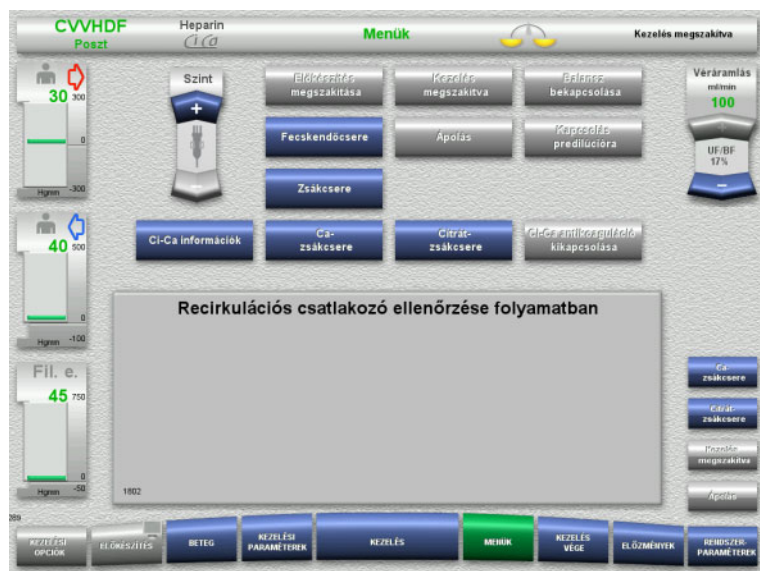 CVVHDF
Poszt
Heparin
Ci Ca
Menük
Kezelés megszakítva
30
300
0
Hgmm
-300
40
500
0
Hgmm
-100
Fil. e.
45
750
0
Hgmm
-50
Szint
+
−
Előkészítés
megszakítása
Kezelés
megszakítva
Balansz
bekapcsolása
Fecskendőcsere
Ápolás
Kapcsolás
predilúcióra
Zsákcsere
Ci-Ca információk
Ca-
zsákcsere
Citrát-
zsákcsere
Ci-Ca antikoaguláció
kikapcsolása
Véráramlás
ml/min
100
+
UF/BF
17%
−
Recirkulációs csatlakozó ellenőrzése folyamatban
1802
Ca-
zsákcsere
Citrát-
zsákcsere
Kezelés
megszakítva
Ápolás
KEZELÉSI
OPCIÓK
ELŐKÉSZÍTÉS
BETEG
KEZELÉSI
PARAMÉTEREK
KEZELÉS
MENÜK
KEZELÉS
VÉGE
ELŐZMÉNYEK
RENDSZER-
PARAMÉTEREK